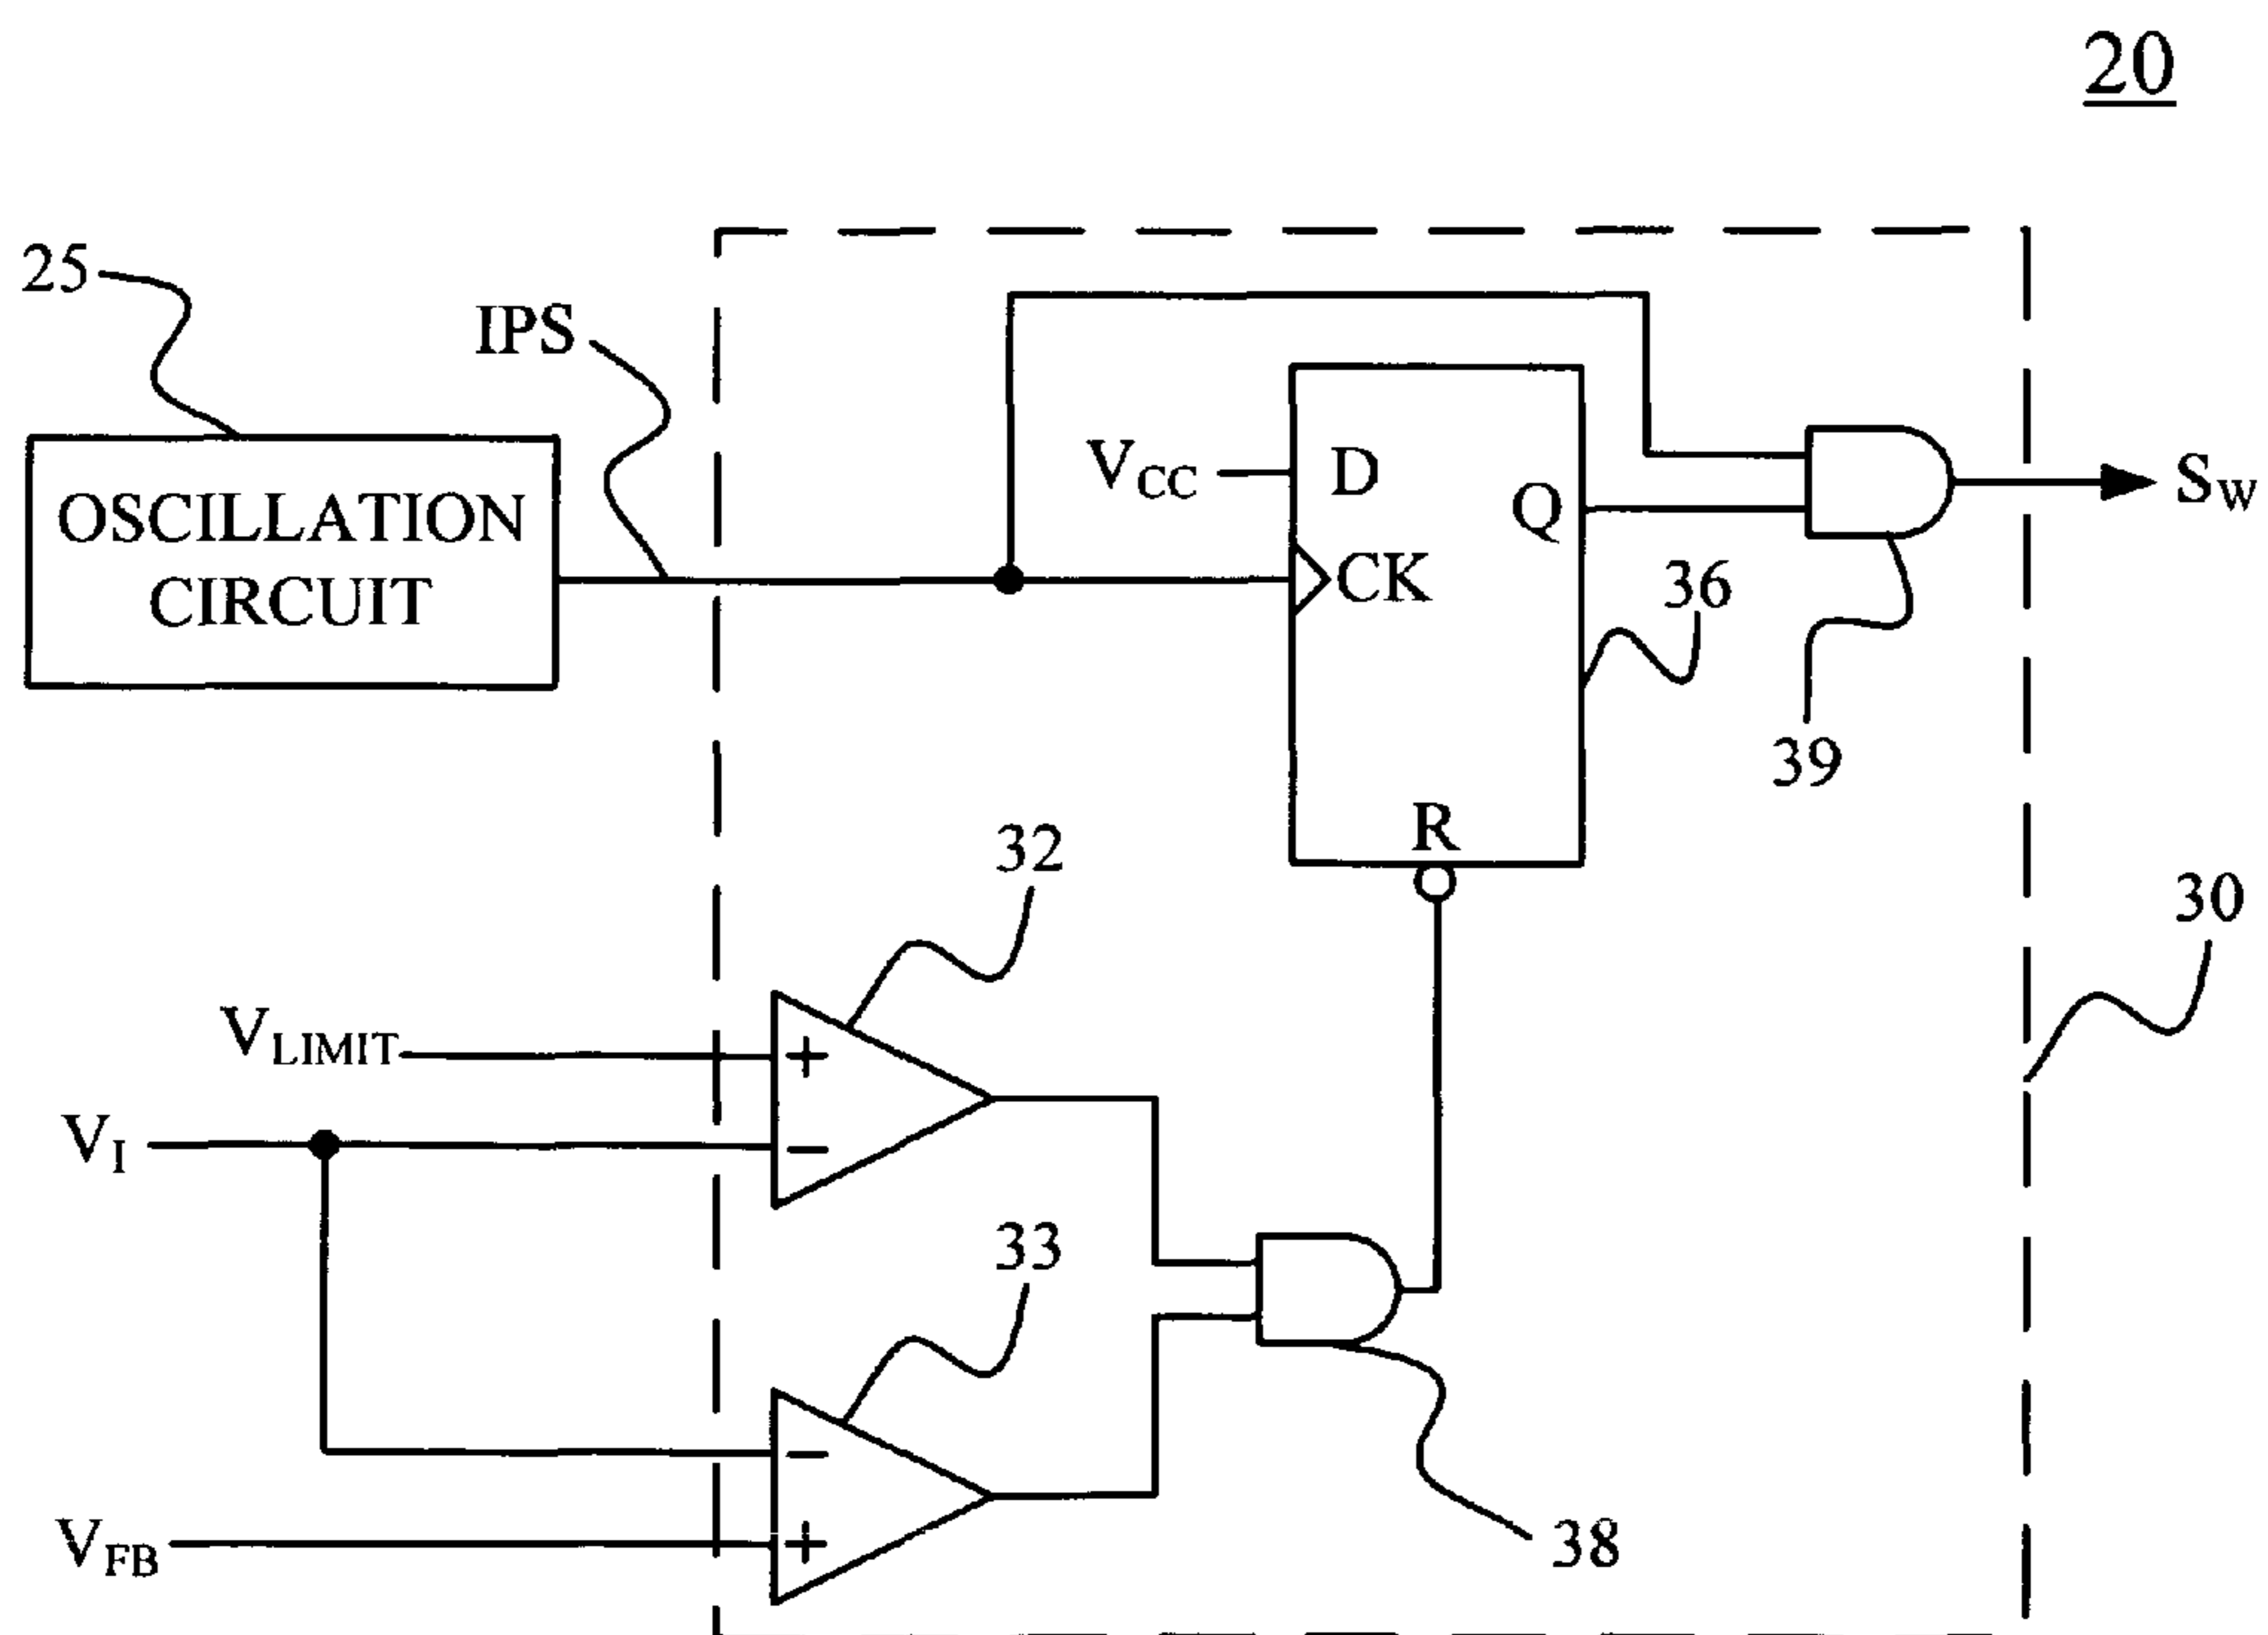 20
25
IPS
OSCILLATION
CIRCUIT
VCC
D
Q
CK
SW
36
39
R
32
30
VLIMIT
+
VI
−
33
−
VFB
+
38